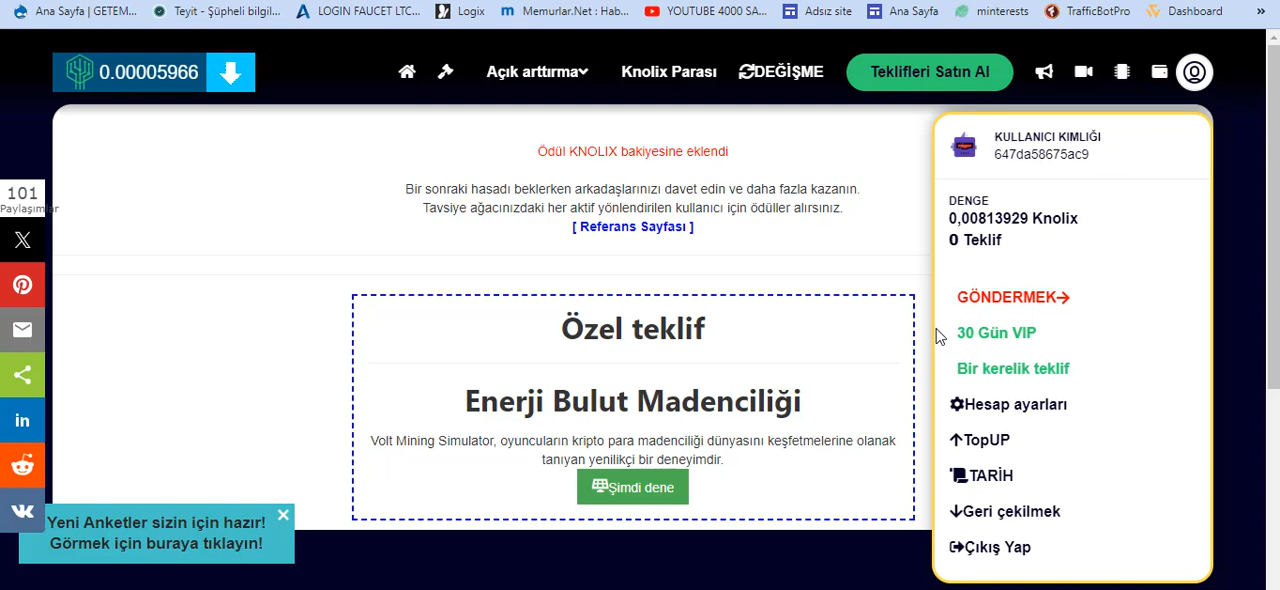 Ana Sayfa | GETEM...
Teyit - Şüpheli bilgil...
LOGIN FAUCET LTC...
Logix
Memurlar.Net : Hab...
YOUTUBE 4000 SA...
Adsız site
Ana Sayfa
minterests
TrafficBotPro
Dashboard
»
0.00005966
Açık arttırma
Knolix Parası
DEĞİŞME
Teklifleri Satın Al
Ödül KNOLIX bakiyesine eklendi
Bir sonraki hasadı beklerken arkadaşlarınızı davet edin ve daha fazla kazanın.
Tavsiye ağacınızdaki her aktif yönlendirilen kullanıcı için ödüller alırsınız.
[ Referans Sayfası ]
101
Paylaşımlar
Özel teklif
Enerji Bulut Madenciliği
Volt Mining Simulator, oyuncuların kripto para madenciliği dünyasını keşfetmelerine olanak
tanıyan yenilikçi bir deneyimdir.
Şimdi dene
Yeni Anketler sizin için hazır!
Görmek için buraya tıklayın!
KULLANICI KIMLIĞI
647da58675ac9
DENGE
0,00813929 Knolix
0 Teklif
GÖNDERMEK
30 Gün VIP
Bir kerelik teklif
Hesap ayarları
TopUP
TARİH
Geri çekilmek
Çıkış Yap